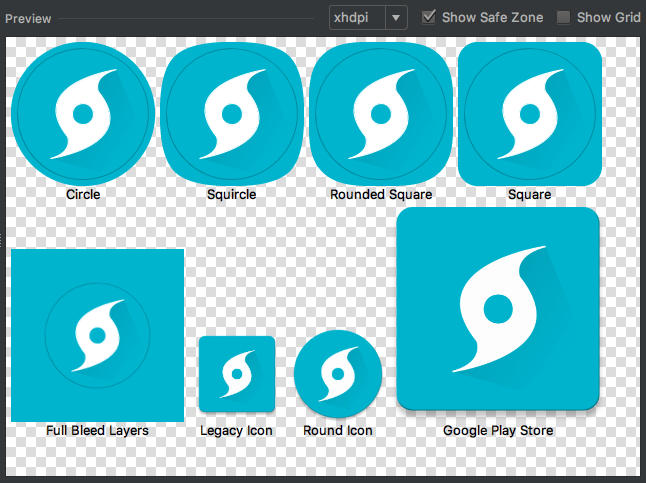 Preview
xhdpi
Show Safe Zone
Show Grid
Circle
Squircle
Rounded Square
Square
Full Bleed Layers
Legacy Icon
Round Icon
Google Play Store